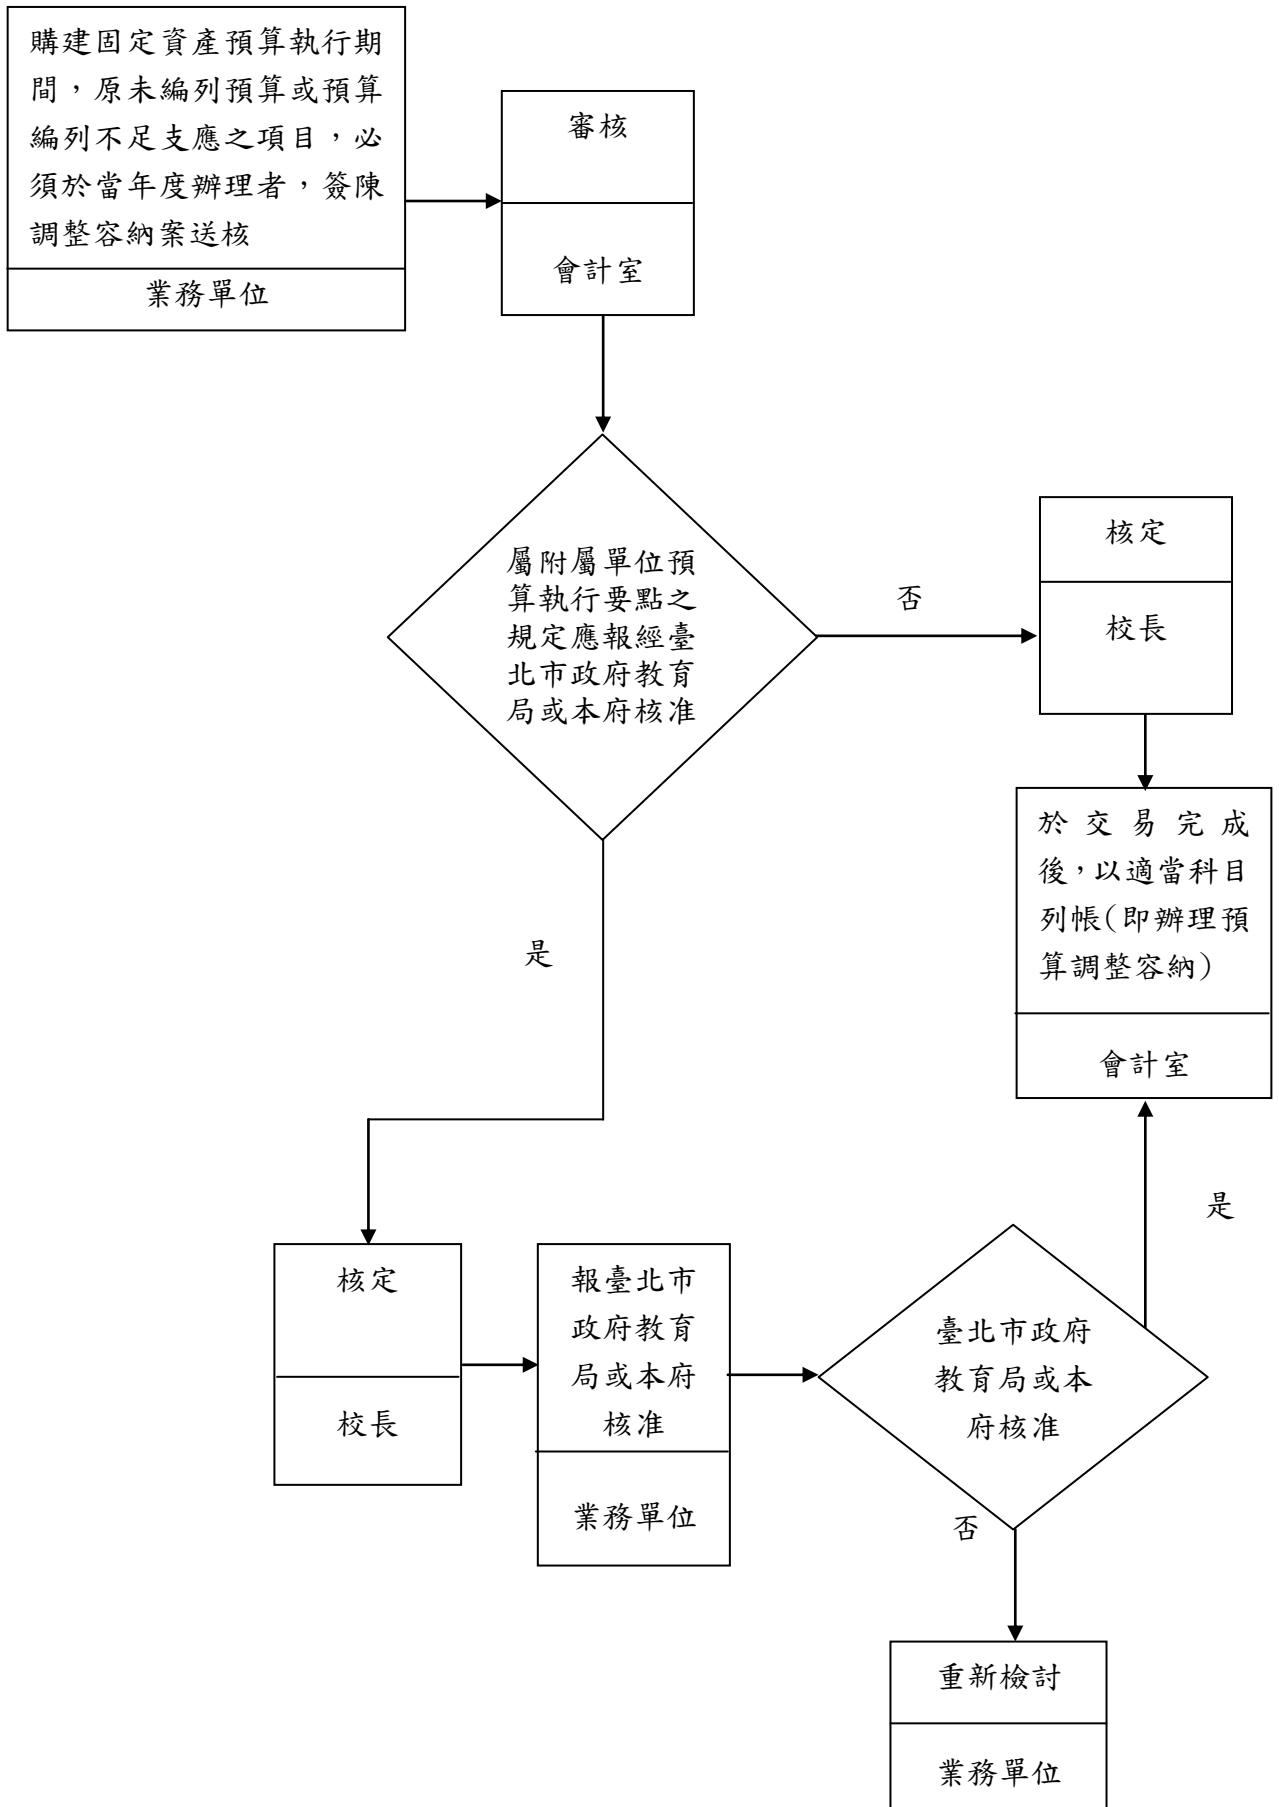 購建固定資產預算執行期
間，原未編列預算或預算
編列不足支應之項目，必
須於當年度辦理者，簽陳
調整容納案送核
業務單位
審核
會計室
屬附屬單位預
算執行要點之
規定應報經臺
北市政府教育
局或本府核准
否
核定
校長
於交易完成
後，以適當科目
列帳(即辦理預
算調整容納)
會計室
是
是
核定
校長
報臺北市
政府教育
局或本府
核准
業務單位
臺北市政府
教育局或本
府核准
否
重新檢討
業務單位